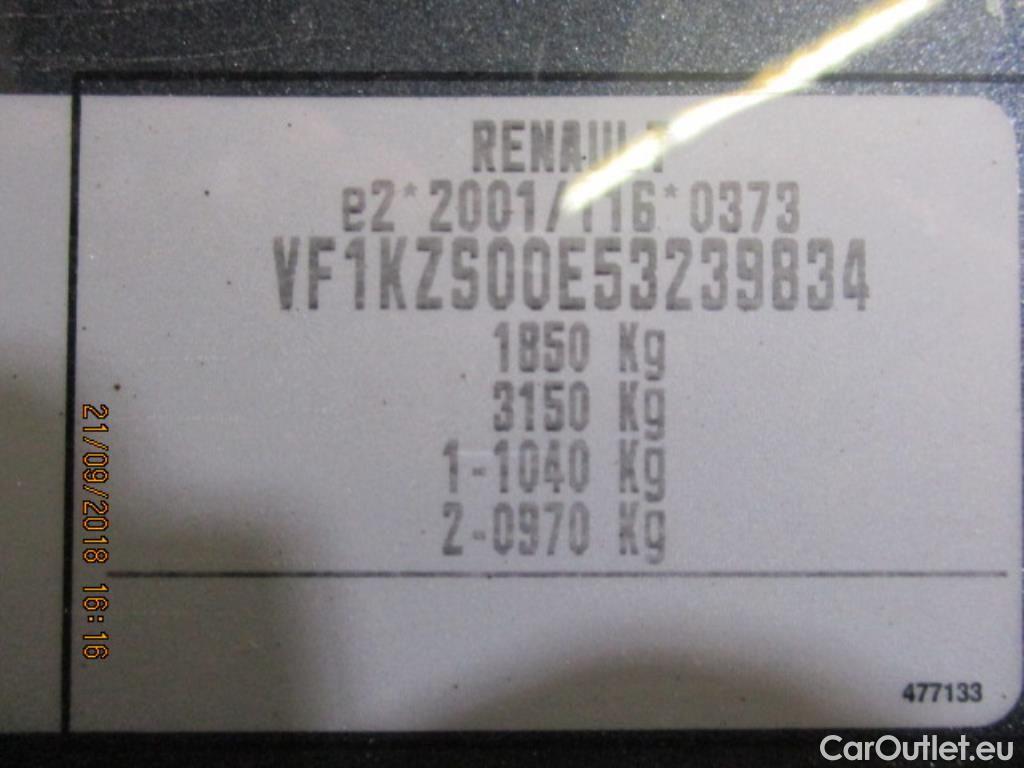 RENAULT
e2*2001/116*0373
VF1KZS00E53239834
1850 Kg
3150 Kg
1-1040 Kg
2-0970 Kg
477133
21/09/2018 16:16
CarOutlet.eu